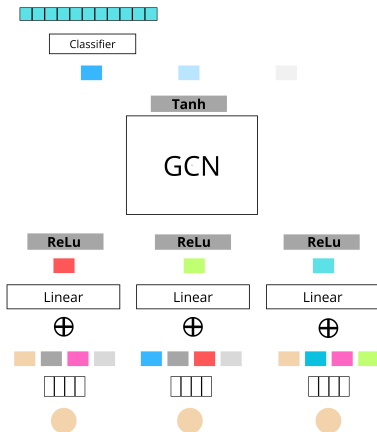 Classifier
Tanh
GCN
ReLu ReLu ReLu
Linear Linear Linear